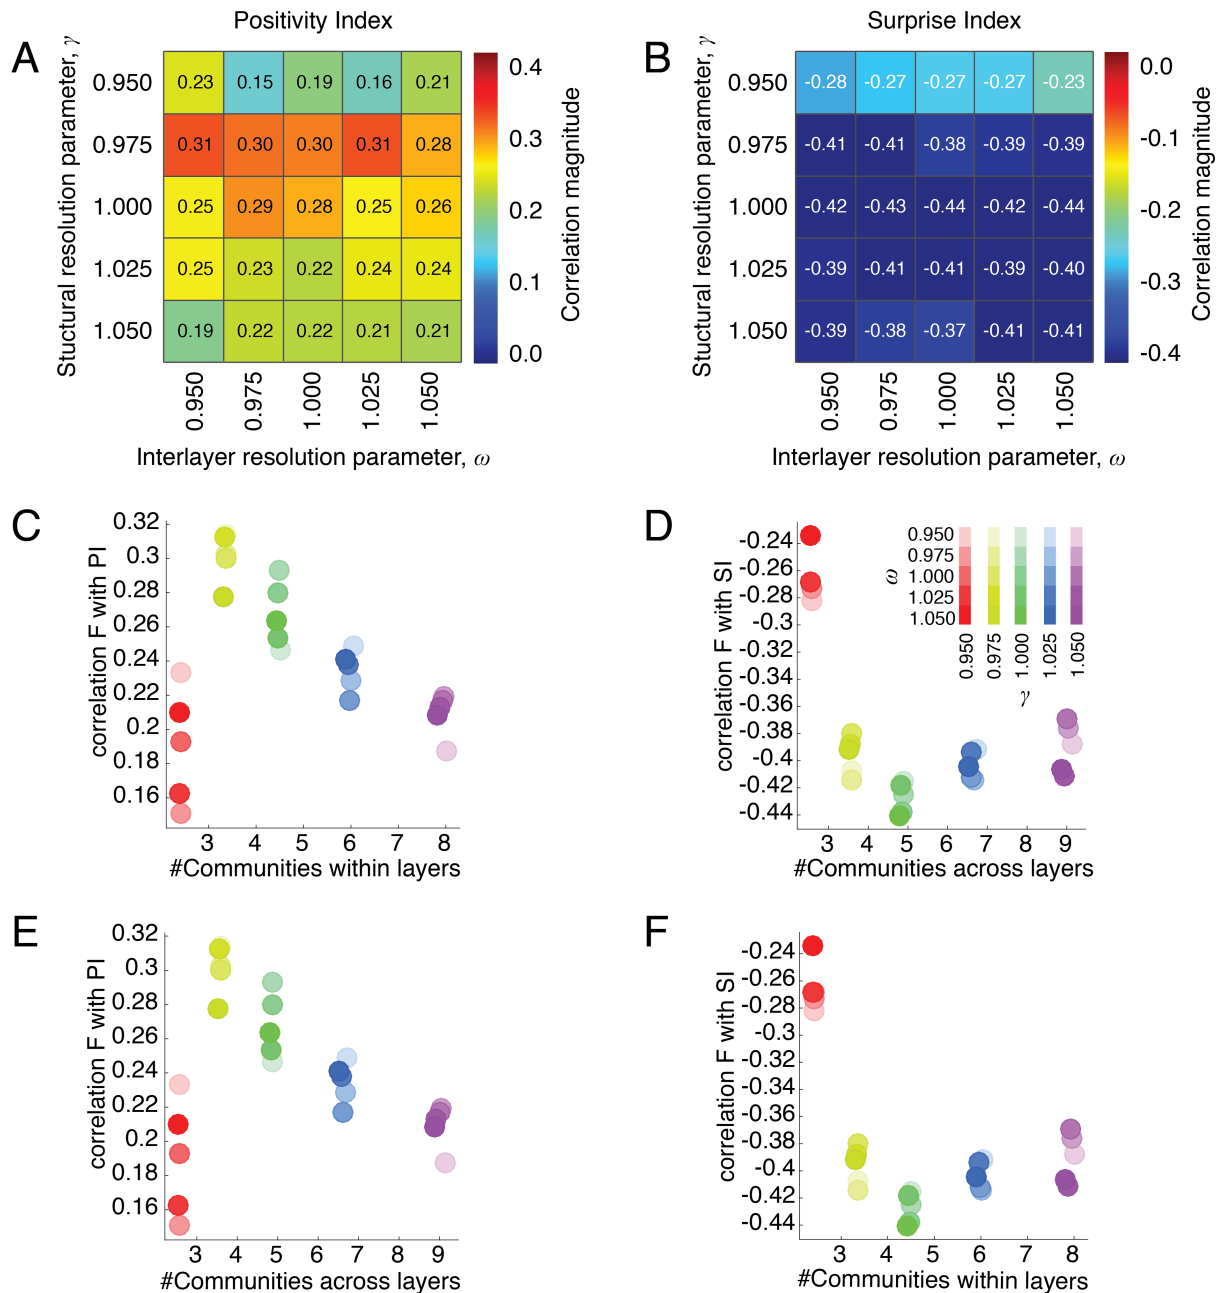 Positivity Index
Surprise Index
A
B
Stuctural resolution parameter, γ
0.950
0.975
1.000
1.025
1.050
0.23 0.15 0.19 0.16 0.21
0.31 0.30 0.30 0.31 0.28
0.25 0.29 0.28 0.25 0.26
0.25 0.23 0.22 0.24 0.24
0.19 0.22 0.22 0.21 0.21
0.950 0.975 1.000 1.025 1.050
Interlayer resolution parameter, ω
0.4
0.3
0.2
0.1
0.0
Correlation magnitude
Stuctural resolution parameter, γ
0.950
0.975
1.000
1.025
1.050
-0.28 -0.27 -0.27 -0.27 -0.23
-0.41 -0.41 -0.38 -0.39 -0.39
-0.42 -0.43 -0.44 -0.42 -0.44
-0.39 -0.41 -0.41 -0.39 -0.40
-0.39 -0.38 -0.37 -0.41 -0.41
0.950 0.975 1.000 1.025 1.050
Interlayer resolution parameter, ω
0.0
-0.1
-0.2
-0.3
-0.4
Correlation magnitude
C
correlation F with PI
0.32
0.3
0.28
0.26
0.24
0.22
0.2
0.18
0.16
3 4 5 6 7 8
#Communities within layers
D
correlation F with SI
-0.24
-0.26
-0.28
-0.3
-0.32
-0.34
-0.36
-0.38
-0.4
-0.42
-0.44
3 4 5 6 7 8 9
#Communities across layers
ω
0.950
0.975
1.000
1.025
1.050
0.950 0.975 1.000 1.025 1.050
γ
E
correlation F with PI
0.32
0.3
0.28
0.26
0.24
0.22
0.2
0.18
0.16
3 4 5 6 7 8 9
#Communities across layers
F
correlation F with SI
-0.24
-0.26
-0.28
-0.3
-0.32
-0.34
-0.36
-0.38
-0.4
-0.42
-0.44
3 4 5 6 7 8
#Communities within layers